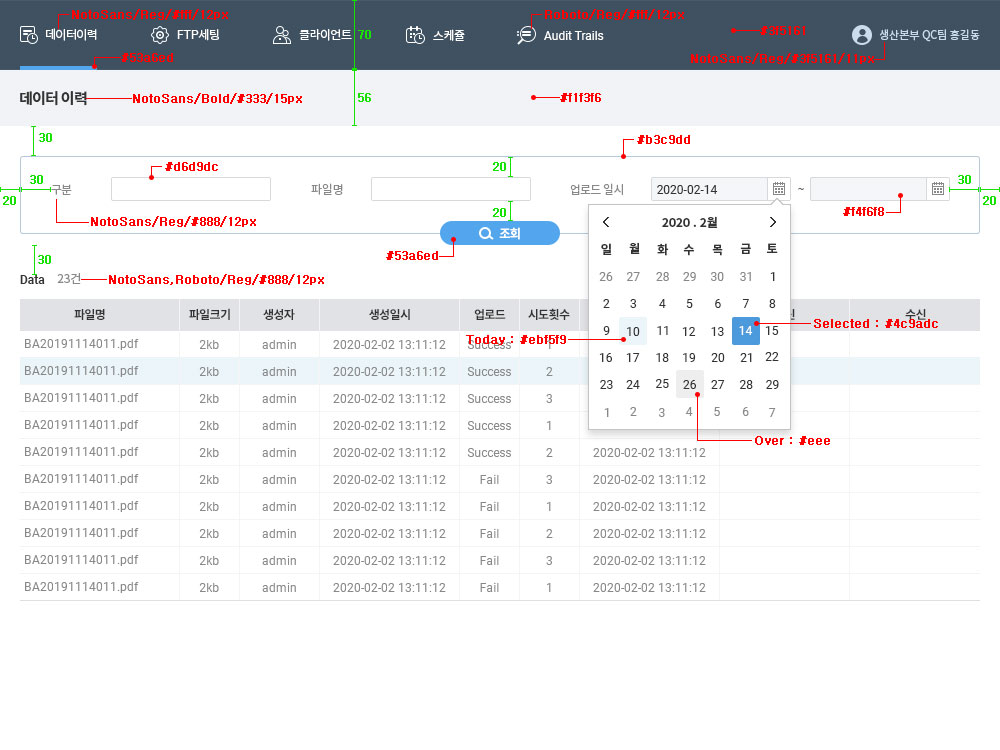 NotoSans/Reg/#fff/12px
Roboto/Reg/#fff/12px
데이터이력
FTP세팅
클라이언트
70
스케쥴
Audit Trails
#3f5161
생산본부 QC팀 홍길동
#53a6ed
NotoSans/Reg/#3f5161/11px
데이터 이력
NotoSans/Bold/#333/15px
56
#f1f3f6
30
#b3c9dd
#d6d9dc
20
30
구분
파일명
업로드 일시
2020-02-14
~
30
20
20
NotoSans/Reg/#888/12px
20
#f4f6f8
조회
#53a6ed
30
Data 23건
NotoSans,Roboto/Reg/#888/12px
2020 . 2월
일 월 화 수 목 금 토
26 27 28 29 30 31 1
2 3 4 5 6 7 8
9 10 11 12 13 14 15
16 17 18 19 20 21 22
23 24 25 26 27 28 29
1 2 3 4 5 6 7
Selected : #4c9adc
Today : #ebf5f9
Over : #eee
파일명 파일크기 생성자 생성일시 업로드 시도횟수 수신
BA20191114011.pdf 2kb admin 2020-02-02 13:11:12 Success 1
BA20191114011.pdf 2kb admin 2020-02-02 13:11:12 Success 2
BA20191114011.pdf 2kb admin 2020-02-02 13:11:12 Success 3
BA20191114011.pdf 2kb admin 2020-02-02 13:11:12 Success 1
BA20191114011.pdf 2kb admin 2020-02-02 13:11:12 Success 2 2020-02-02 13:11:12
BA20191114011.pdf 2kb admin 2020-02-02 13:11:12 Fail 3 2020-02-02 13:11:12
BA20191114011.pdf 2kb admin 2020-02-02 13:11:12 Fail 1 2020-02-02 13:11:12
BA20191114011.pdf 2kb admin 2020-02-02 13:11:12 Fail 2 2020-02-02 13:11:12
BA20191114011.pdf 2kb admin 2020-02-02 13:11:12 Fail 3 2020-02-02 13:11:12
BA20191114011.pdf 2kb admin 2020-02-02 13:11:12 Fail 1 2020-02-02 13:11:12